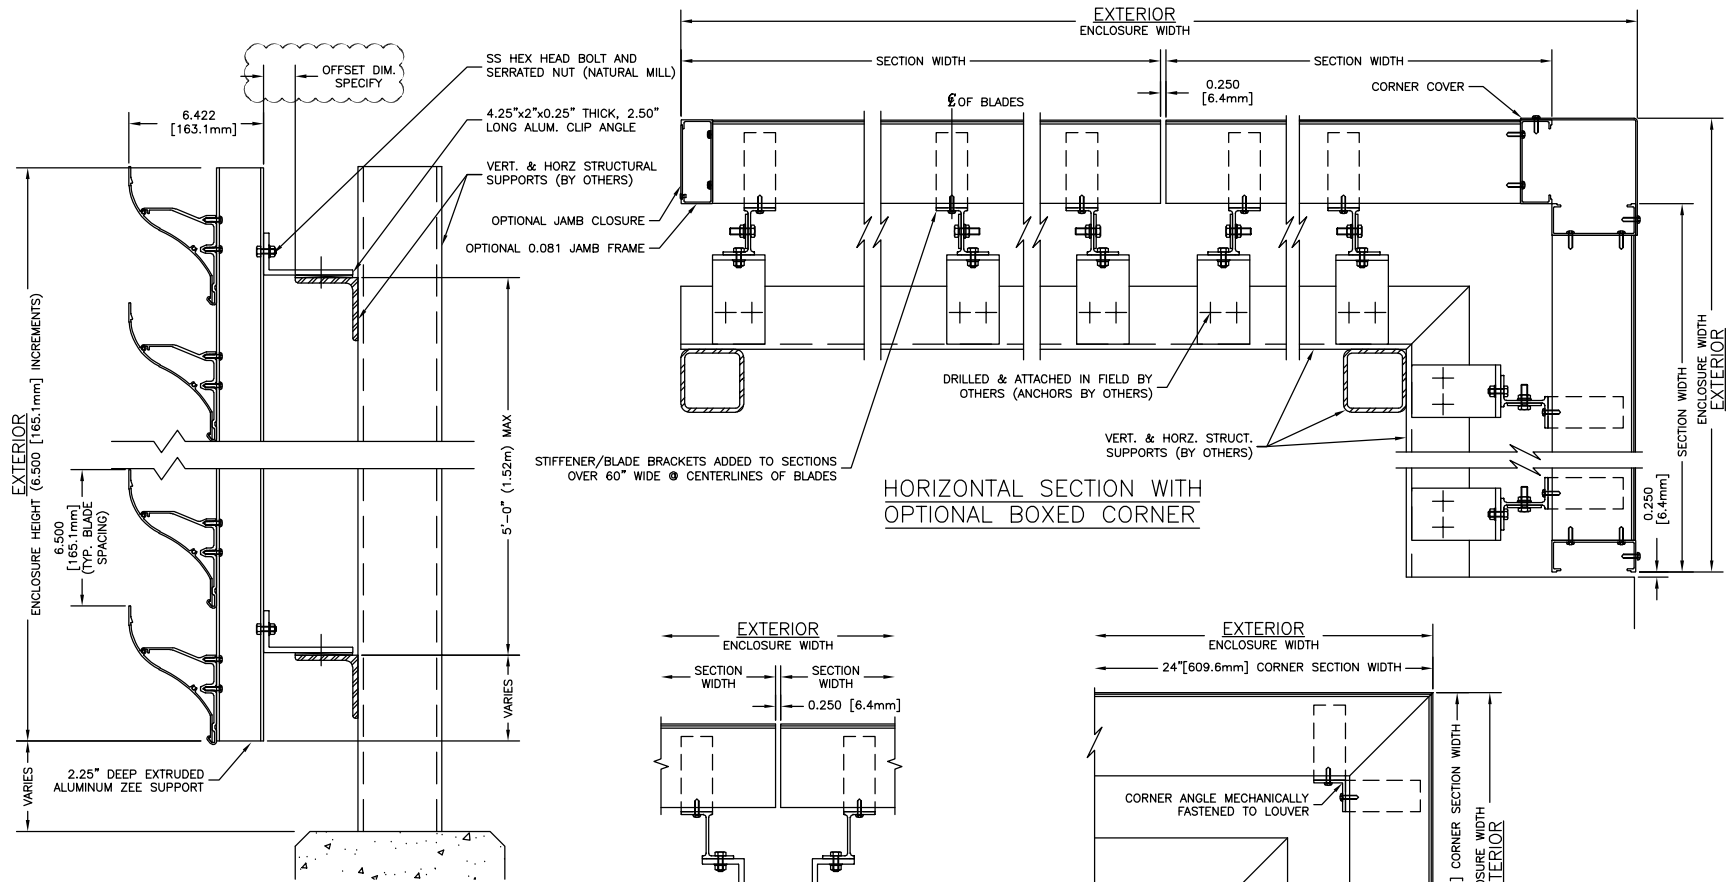 OFFSET DIM.
SPECIFY
6.422
[163.1mm]
SS HEX HEAD BOLT AND
SERRATED NUT (NATURAL MILL)
4.25"x2"x0.25" THICK, 2.50"
LONG ALUM. CLIP ANGLE
VERT. & HORZ STRUCTURAL
SUPPORTS (BY OTHERS)
OPTIONAL JAMB CLOSURE
OPTIONAL 0.081 JAMB FRAME
EXTERIOR
ENCLOSURE HEIGHT (6.500 [165.1mm] INCREMENTS)
6.500
[165.1mm]
(TYP. BLADE
SPACING)
5'-0" (1.52m) MAX
VARIES
VARIES
2.25" DEEP EXTRUDED
ALUMINUM ZEE SUPPORT
EXTERIOR
ENCLOSURE WIDTH
SECTION WIDTH
SECTION WIDTH
0.250
[6.4mm]
CORNER COVER
℄ OF BLADES
DRILLED & ATTACHED IN FIELD BY
OTHERS (ANCHORS BY OTHERS)
VERT. & HORZ. STRUCT.
SUPPORTS (BY OTHERS)
STIFFENER/BLADE BRACKETS ADDED TO SECTIONS
OVER 60" WIDE @ CENTERLINES OF BLADES
HORIZONTAL SECTION WITH
OPTIONAL BOXED CORNER
SECTION WIDTH
ENCLOSURE WIDTH
EXTERIOR
0.250
[6.4mm]
EXTERIOR
ENCLOSURE WIDTH
SECTION
WIDTH
SECTION
WIDTH
0.250 [6.4mm]
EXTERIOR
ENCLOSURE WIDTH
24"[609.6mm] CORNER SECTION WIDTH
CORNER ANGLE MECHANICALLY
FASTENED TO LOUVER
] CORNER SECTION WIDTH
OSURE WIDTH
TERIOR